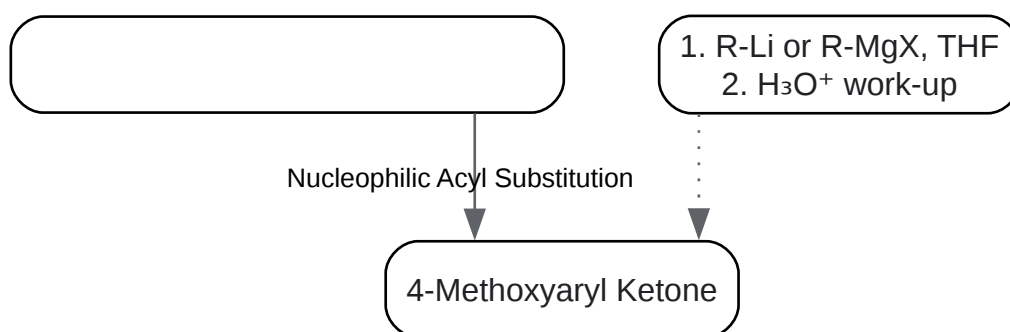 1. R-Li or R-MgX, THF
2. H₃O⁺ work-up
Nucleophilic Acyl Substitution
4-Methoxyaryl Ketone